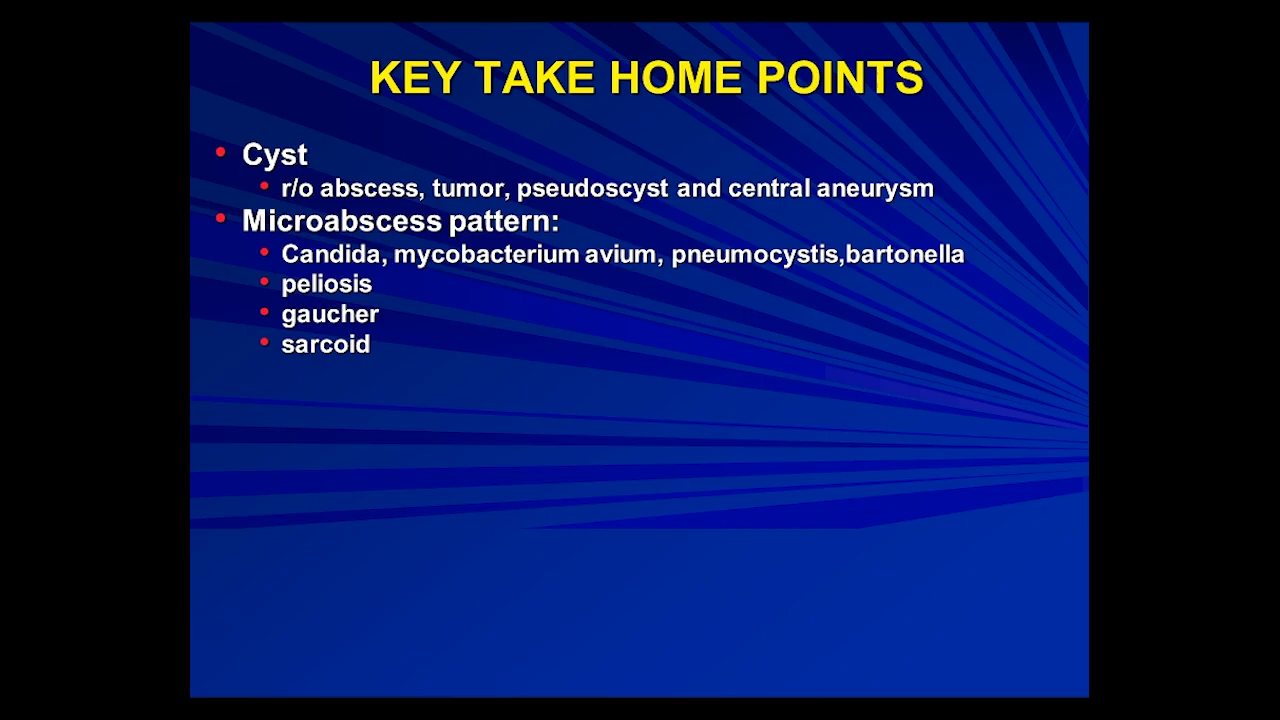 KEY TAKE HOME POINTS
• Cyst
• r/o abscess, tumor, pseudoscyst and central aneurysm
• Microabscess pattern:
• Candida, mycobacterium avium, pneumocystis,bartonella
• peliosis
• gaucher
• sarcoid